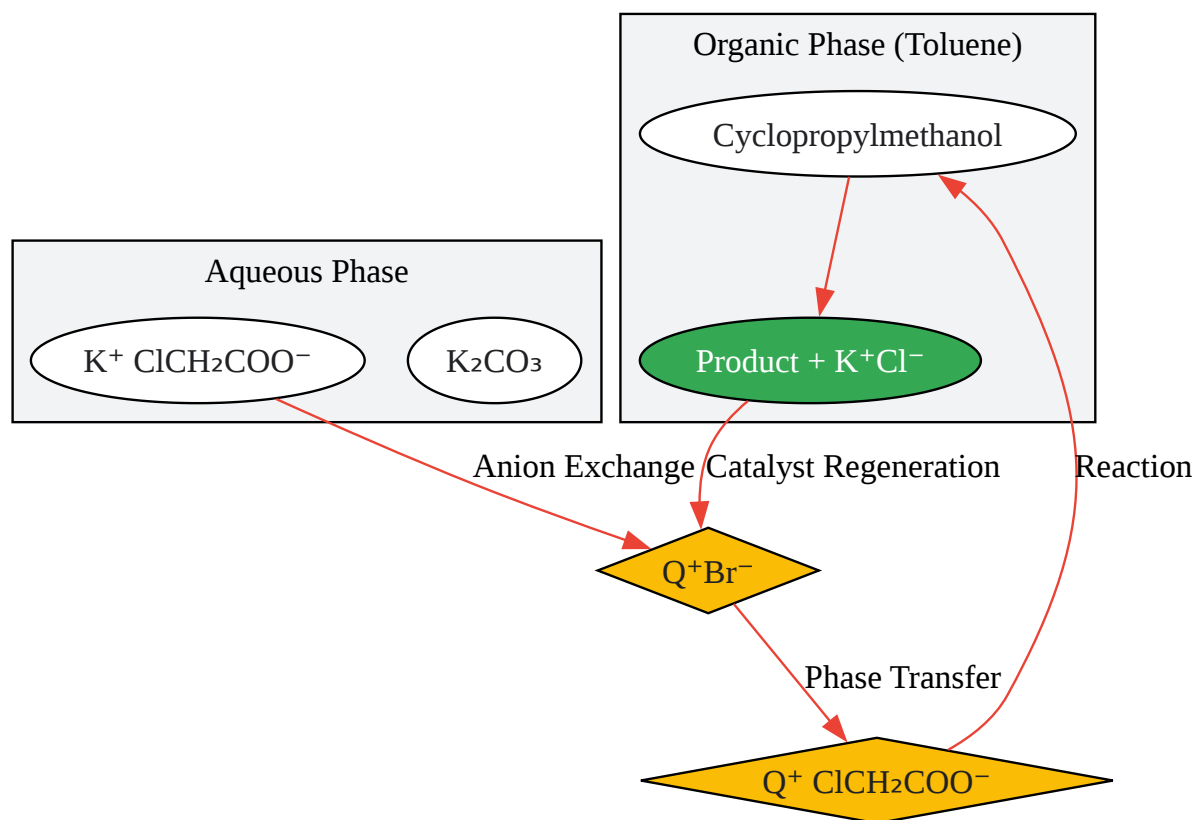 Organic Phase (Toluene)
Cyclopropylmethanol
Aqueous Phase
K⁺ ClCH₂COO⁻
K₂CO₃
Product + K⁺Cl⁻
Anion Exchange
Catalyst Regeneration
Reaction
Q⁺Br⁻
Phase Transfer
Q⁺ ClCH₂COO⁻